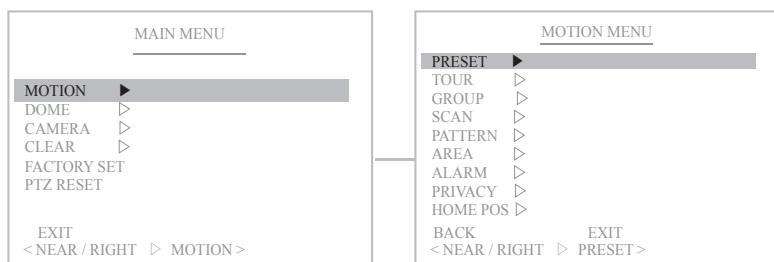 MAIN MENU
MOTION ▶
DOME ▷
CAMERA ▷
CLEAR ▷
FACTORY SET
PTZ RESET
EXIT
< NEAR / RIGHT ▷ MOTION >
MOTION MENU
PRESET ▶
TOUR ▷
GROUP ▷
SCAN ▷
PATTERN ▷
AREA ▷
ALARM ▷
PRIVACY ▷
HOME POS ▷
BACK EXIT
< NEAR / RIGHT ▷ PRESET >